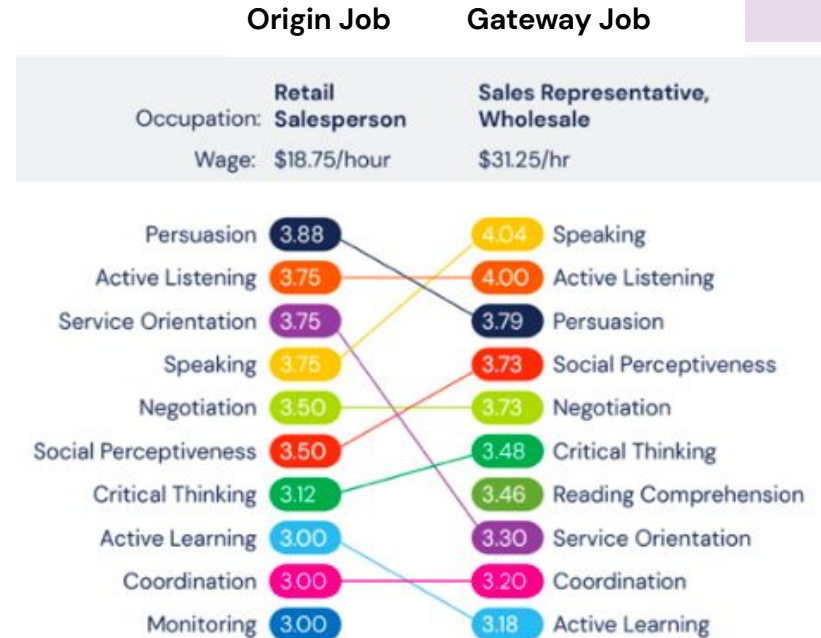 Origin Job Gateway Job
Occupation: Retail Salesperson Sales Representative, Wholesale
Wage: $18.75/hour $31.25/hr
Persuasion 3.88 4.04 Speaking
Active Listening 3.75 4.00 Active Listening
Service Orientation 3.75 3.79 Persuasion
Speaking 3.75 3.73 Social Perceptiveness
Negotiation 3.50 3.73 Negotiation
Social Perceptiveness 3.50 3.48 Critical Thinking
Critical Thinking 3.12 3.46 Reading Comprehension
Active Learning 3.00 3.30 Service Orientation
Coordination 3.00 3.20 Coordination
Monitoring 3.00 3.18 Active Learning